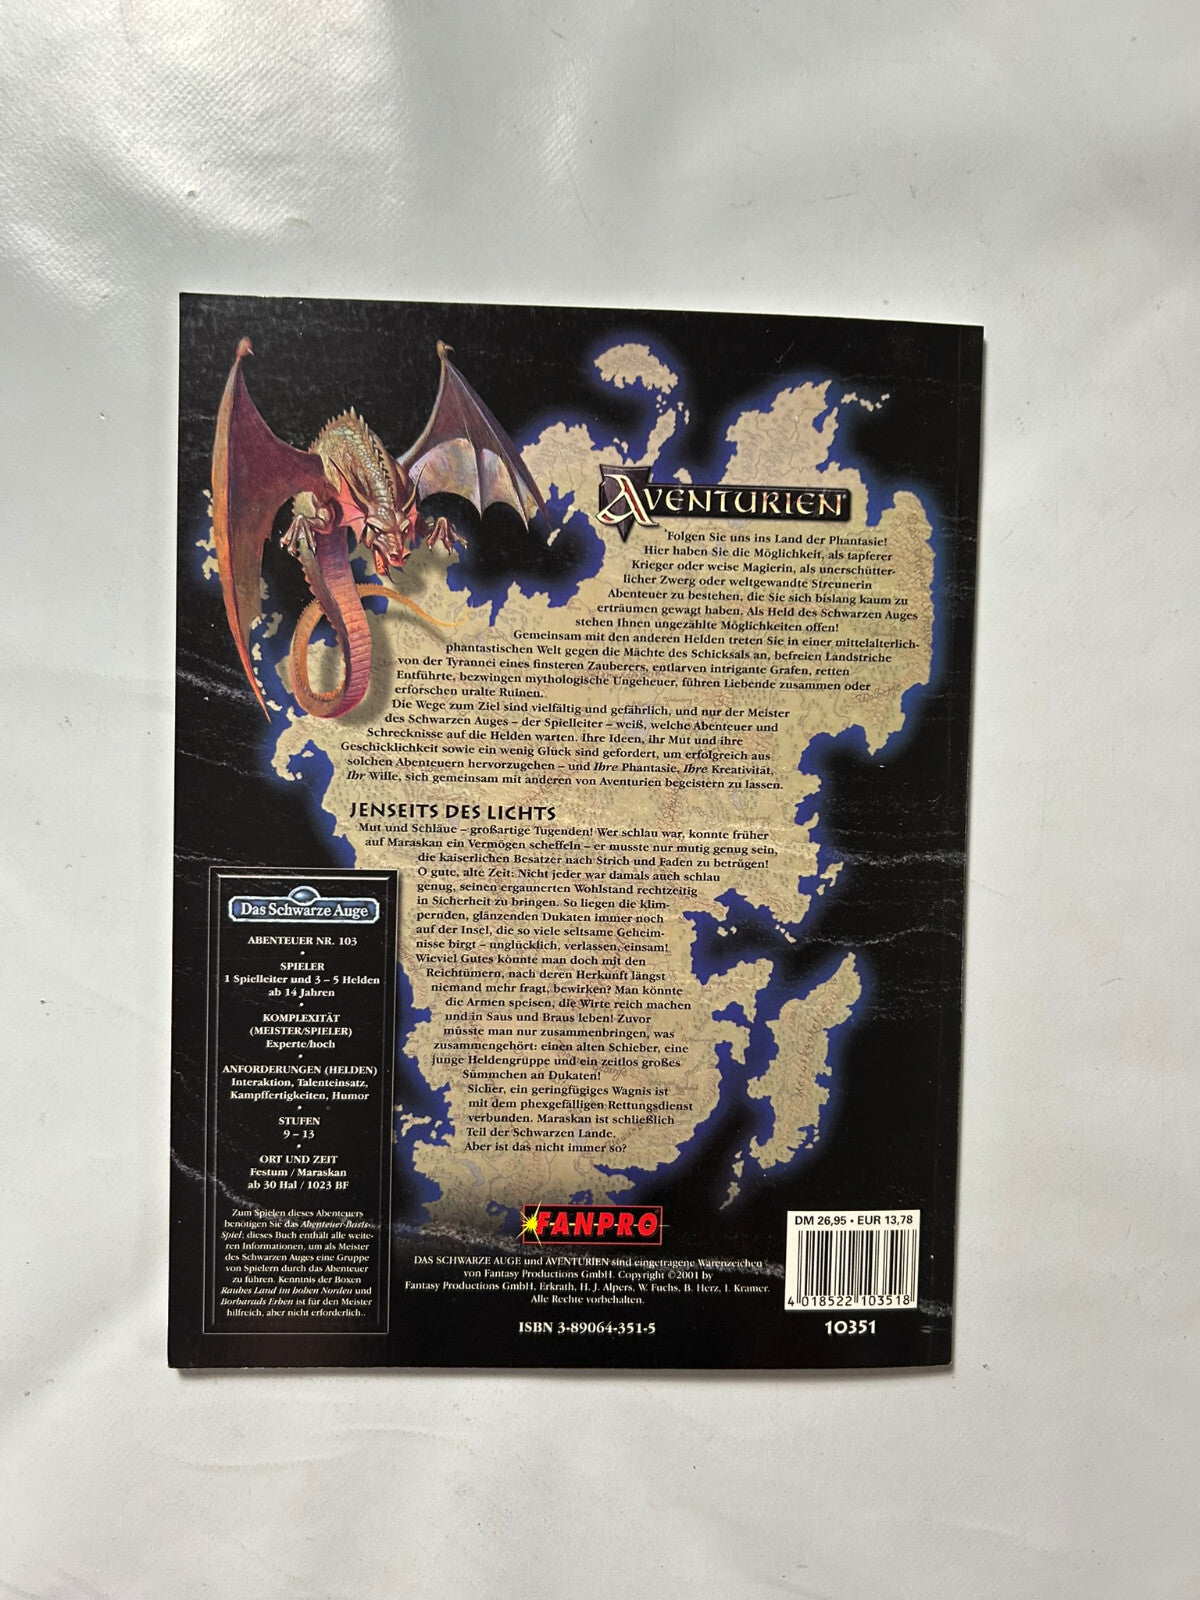 AVENTURIEN
Folgen Sie uns ins Land der Phantasie!
Hier haben Sie die Möglichkeit, als tapferer
Krieger oder weise Magierin, als unerschütter-
licher Zwerg oder weltgewandte Streunerin
Abenteuer zu bestehen, die Sie sich bislang kaum zu
erträumen gewagt haben. Als Held des Schwarzen Auges
stehen Ihnen ungezählte Möglichkeiten offen!
Gemeinsam mit den anderen Helden treten Sie in einer mittelalterlich-
phantastischen Welt gegen die Mächte des Schicksals an, befreien Landstriche
von der Tyrannei eines finsteren Zauberers, entlarven intrigante Grafen, retten
Entführte, bezwingen mythologische Ungeheuer, führen Liebende zusammen oder
erforschen uralte Ruinen.
Die Wege zum Ziel sind vielfältig und gefährlich, und nur der Meister
des Schwarzen Auges – der Spielleiter – weiß, welche Abenteuer und
Schrecknisse auf die Helden warten. Ihre Ideen, ihr Mut und ihre
Geschicklichkeit sowie ein wenig Glück sind gefordert, um erfolgreich aus
solchen Abenteuern hervorzugehen – und Ihre Phantasie, Ihre Kreativität,
Ihr Wille, sich gemeinsam mit anderen von Aventurien begeistern zu lassen.
JENSEITS DES LICHTS
Mut und Schläue – großartige Tugenden! Wer schlau war, konnte früher
auf Maraskan ein Vermögen scheffeln – er musste nur mutig genug sein,
die kaiserlichen Besatzer nach Strich und Faden zu betrügen!
O gute, alte Zeit: Nicht jeder war damals auch schlau
genug, seinen ergaunerten Wohlstand rechtzeitig
in Sicherheit zu bringen. So liegen die klim-
pernden, glänzenden Dukaten immer noch
auf der Insel, die so viele seltsame Geheim-
nisse birgt – unglücklich, verlassen, einsam!
Wieviel Gutes könnte man doch mit den
Reichtümern, nach deren Herkunft längst
niemand mehr fragt, bewirken? Man könnte
die Armen speisen, die Wirte reich machen
und in Saus und Braus leben! Zuvor
müsste man nur zusammenbringen, was
zusammengehört: einen alten Schieber, eine
junge Heldengruppe und ein zeitlos großes
Sümmchen an Dukaten!
Sicher, ein geringfügiges Wagnis ist
mit dem phexgefälligen Rettungsdienst
verbunden. Maraskan ist schließlich
Teil der Schwarzen Lande.
Aber ist das nicht immer so?
Das Schwarze Auge
ABENTEUER NR. 103
•
SPIELER
1 Spielleiter und 3 – 5 Helden
ab 14 Jahren
•
KOMPLEXITÄT
(MEISTER/SPIELER)
Experte/hoch
•
ANFORDERUNGEN (HELDEN)
Interaktion, Talenteinsatz,
Kampffertigkeiten, Humor
•
STUFEN
9 – 13
•
ORT UND ZEIT
Festum / Maraskan
ab 30 Hal / 1023 BF
Zum Spielen dieses Abenteuers
benötigen Sie das Abenteuer-Basis-
Spiel; dieses Buch enthält alle weite-
ren Informationen, um als Meister
des Schwarzen Auges eine Gruppe
von Spielern durch das Abenteuer
zu führen. Kenntnis der Boxen
Rauhes Land im hohen Norden und
Borbarads Erben ist für den Meister
hilfreich, aber nicht erforderlich..
FANPRO
DAS SCHWARZE AUGE und AVENTURIEN sind eingetragene Warenzeichen
von Fantasy Productions GmbH. Copyright ©2001 by
Fantasy Productions GmbH, Erkrath, H. J. Alpers, W. Fuchs, B. Herz, I. Kramer.
Alle Rechte vorbehalten.
ISBN 3-89064-351-5
DM 26,95 • EUR 13,78
4 018522 103518
10351